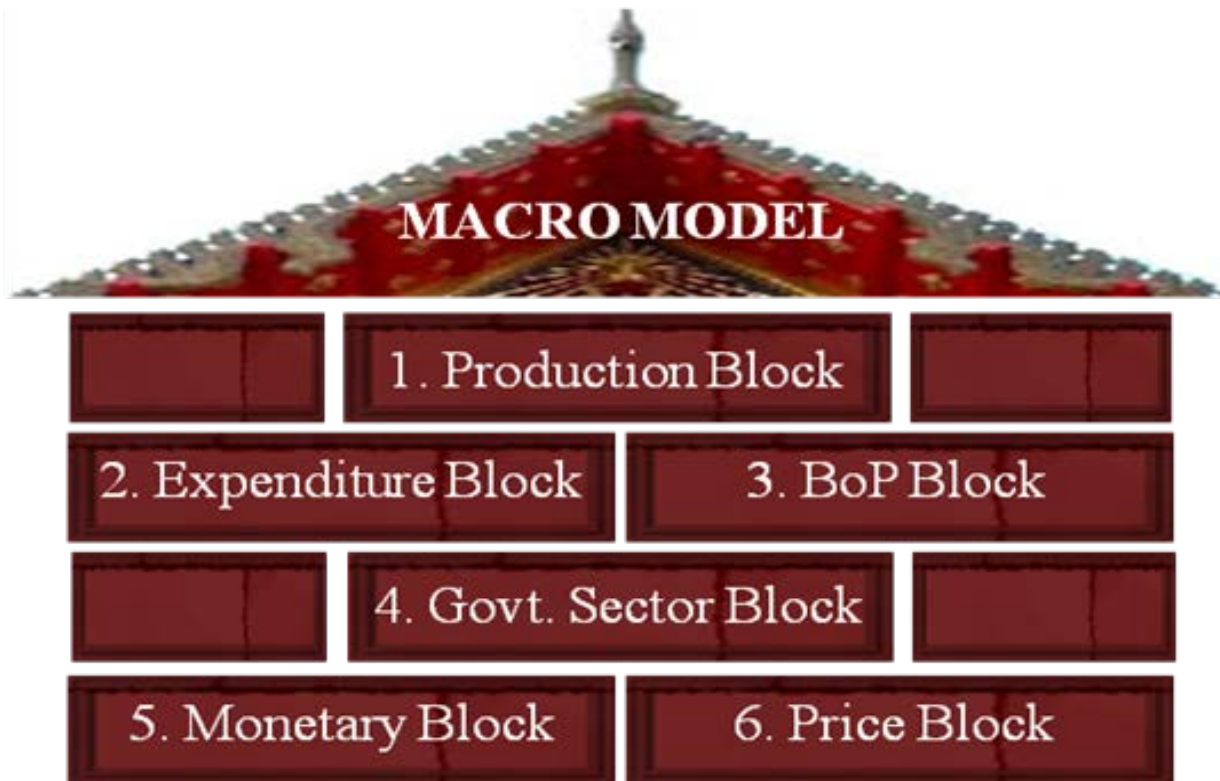 MACRO MODEL
1. Production Block
2. Expenditure Block
3. BoP Block
4. Govt. Sector Block
5. Monetary Block
6. Price Block